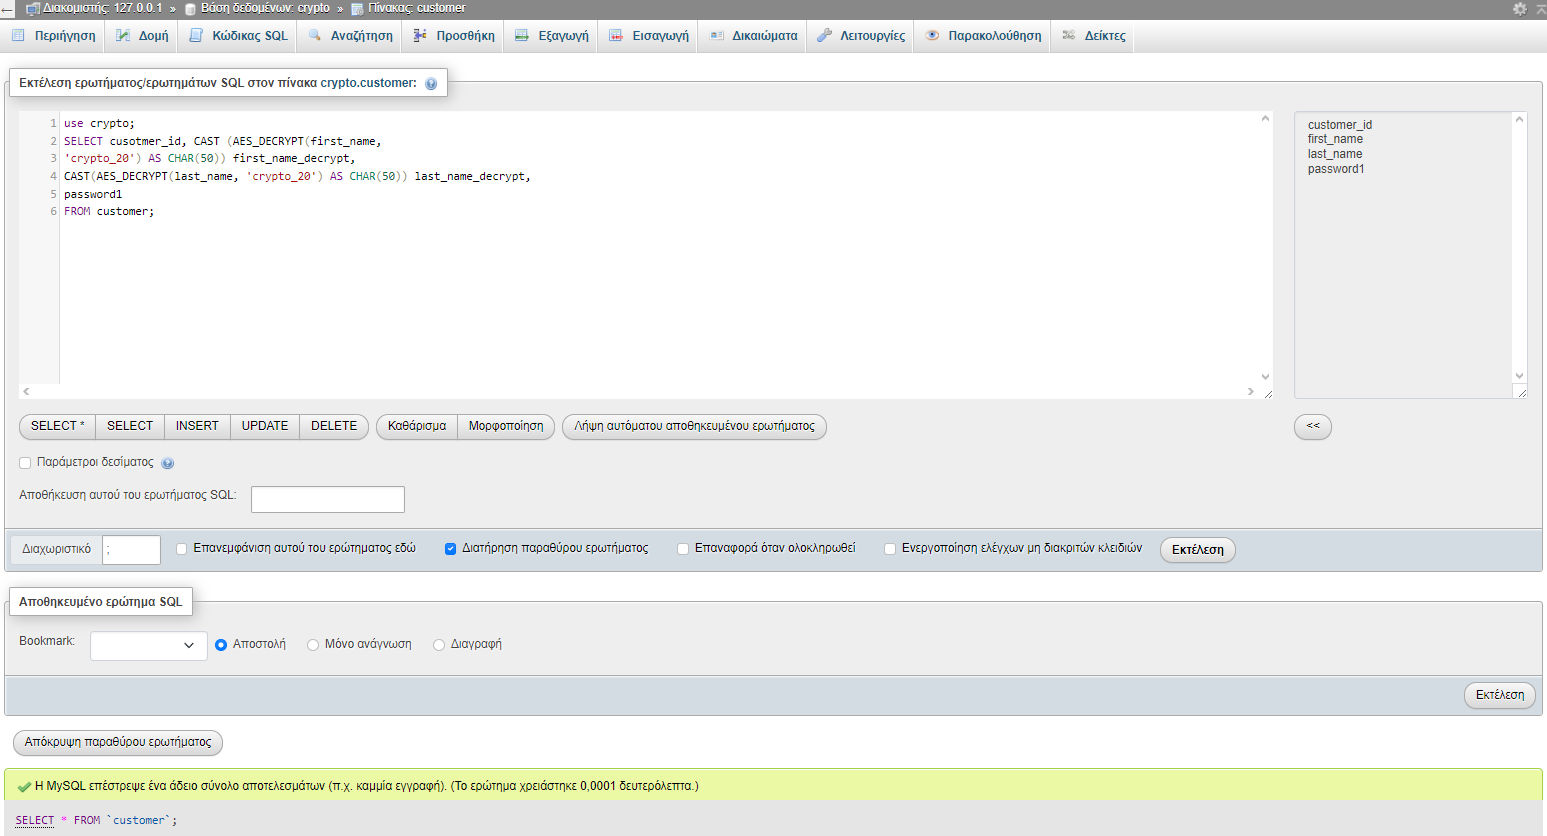 Διακομιστής: 127.0.0.1 » Βάση δεδομένων: crypto » Πίνακας: customer
Περιήγηση Δομή Κώδικας SQL Αναζήτηση Προσθήκη Εξαγωγή Εισαγωγή Δικαιώματα Λειτουργίες Παρακολούθηση Δείκτες
Εκτέλεση ερωτήματος/ερωτημάτων SQL στον πίνακα crypto.customer:
1 use crypto;
2 SELECT cusotmer_id, CAST (AES_DECRYPT(first_name,
3 'crypto_20') AS CHAR(50)) first_name_decrypt,
4 CAST(AES_DECRYPT(last_name, 'crypto_20') AS CHAR(50)) last_name_decrypt,
5 password1
6 FROM customer;
customer_id
first_name
last_name
password1
SELECT * SELECT INSERT UPDATE DELETE Καθάρισμα Μορφοποίηση Λήψη αυτόματου αποθηκευμένου ερωτήματος <<
Παράμετροι δεσίματος
Αποθήκευση αυτού του ερωτήματος SQL:
Διαχωριστικό ; Επανεμφάνιση αυτού του ερώτηματος εδώ Διατήρηση παραθύρου ερωτήματος Επαναφορά όταν ολοκληρωθεί Ενεργοποίηση ελέγχων μη διακριτών κλειδιών Εκτέλεση
Αποθηκευμένο ερώτημα SQL
Bookmark: Αποστολή Μόνο ανάγνωση Διαγραφή
Εκτέλεση
Απόκρυψη παραθύρου ερωτήματος
Η MySQL επέστρεψε ένα άδειο σύνολο αποτελεσμάτων (π.χ. καμμία εγγραφή). (Το ερώτημα χρειάστηκε 0,0001 δευτερόλεπτα.)
SELECT * FROM `customer`;